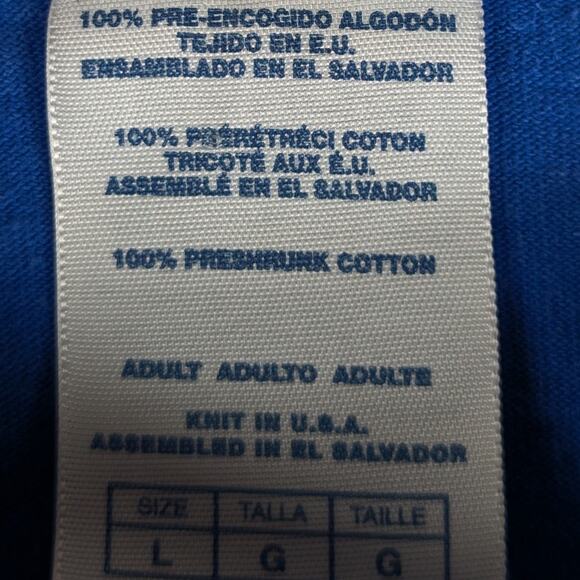 100% PRE-ENCOGIDO ALGODÓN
TEJIDO EN E.U.
ENSAMBLADO EN EL SALVADOR
100% PRÉRÉTRÉCI COTON
TRICOTÉ AUX É.U.
ASSEMBLÉ EN EL SALVADOR
100% PRESHRUNK COTTON
ADULT ADULTO ADULTE
KNIT IN U.S.A.
ASSEMBLED IN EL SALVADOR
SIZE TALLA TAILLE
L G G